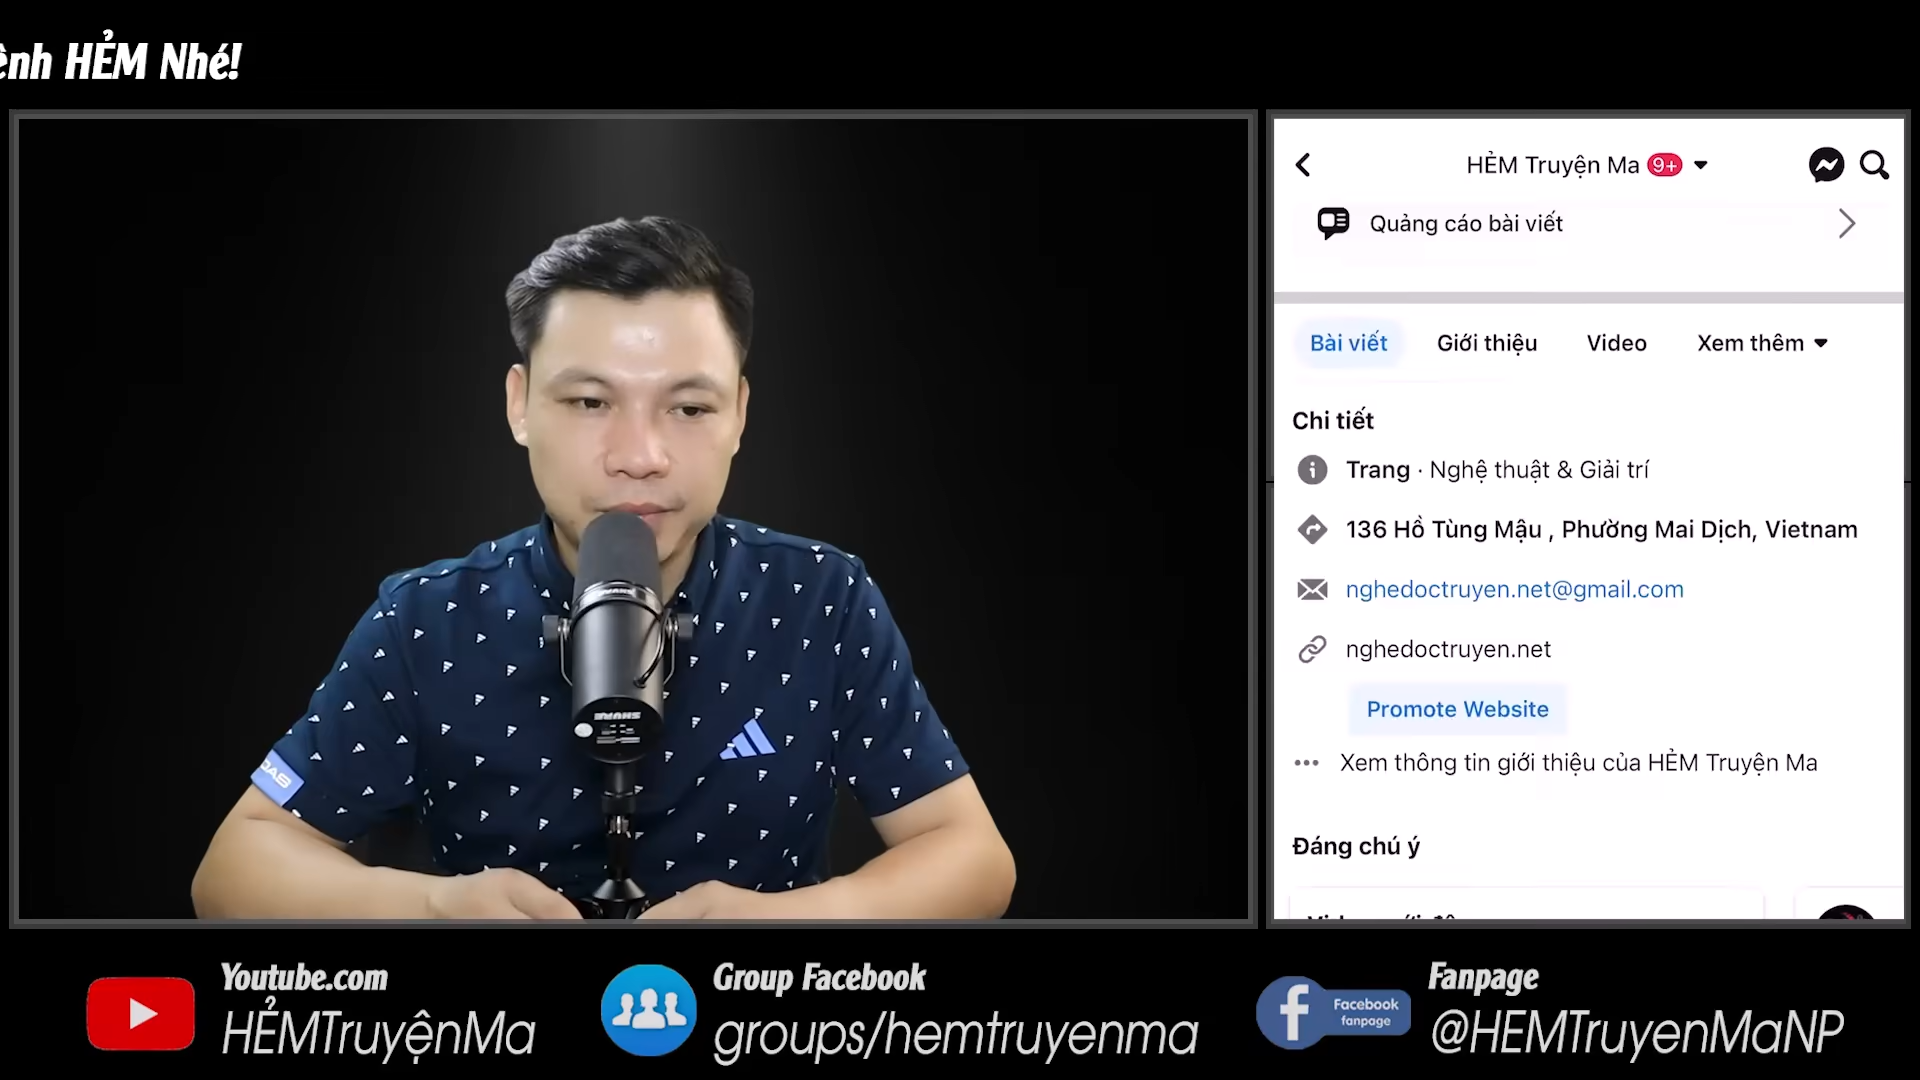 ênh HẺM Nhé!
HẺM Truyện Ma 9+
Quảng cáo bài viết
Bài viết Giới thiệu Video Xem thêm
Chi tiết
Trang · Nghệ thuật & Giải trí
136 Hồ Tùng Mậu , Phường Mai Dịch, Vietnam
nghedoctruyen.net@gmail.com
nghedoctruyen.net
Promote Website
Xem thông tin giới thiệu của HẺM Truyện Ma
Đáng chú ý
SHURE
Youtube.com
HẺMTruyệnMa
Group Facebook
groups/hemtruyenma
Facebook
fanpage
Fanpage
@HEMTruyenMaNP